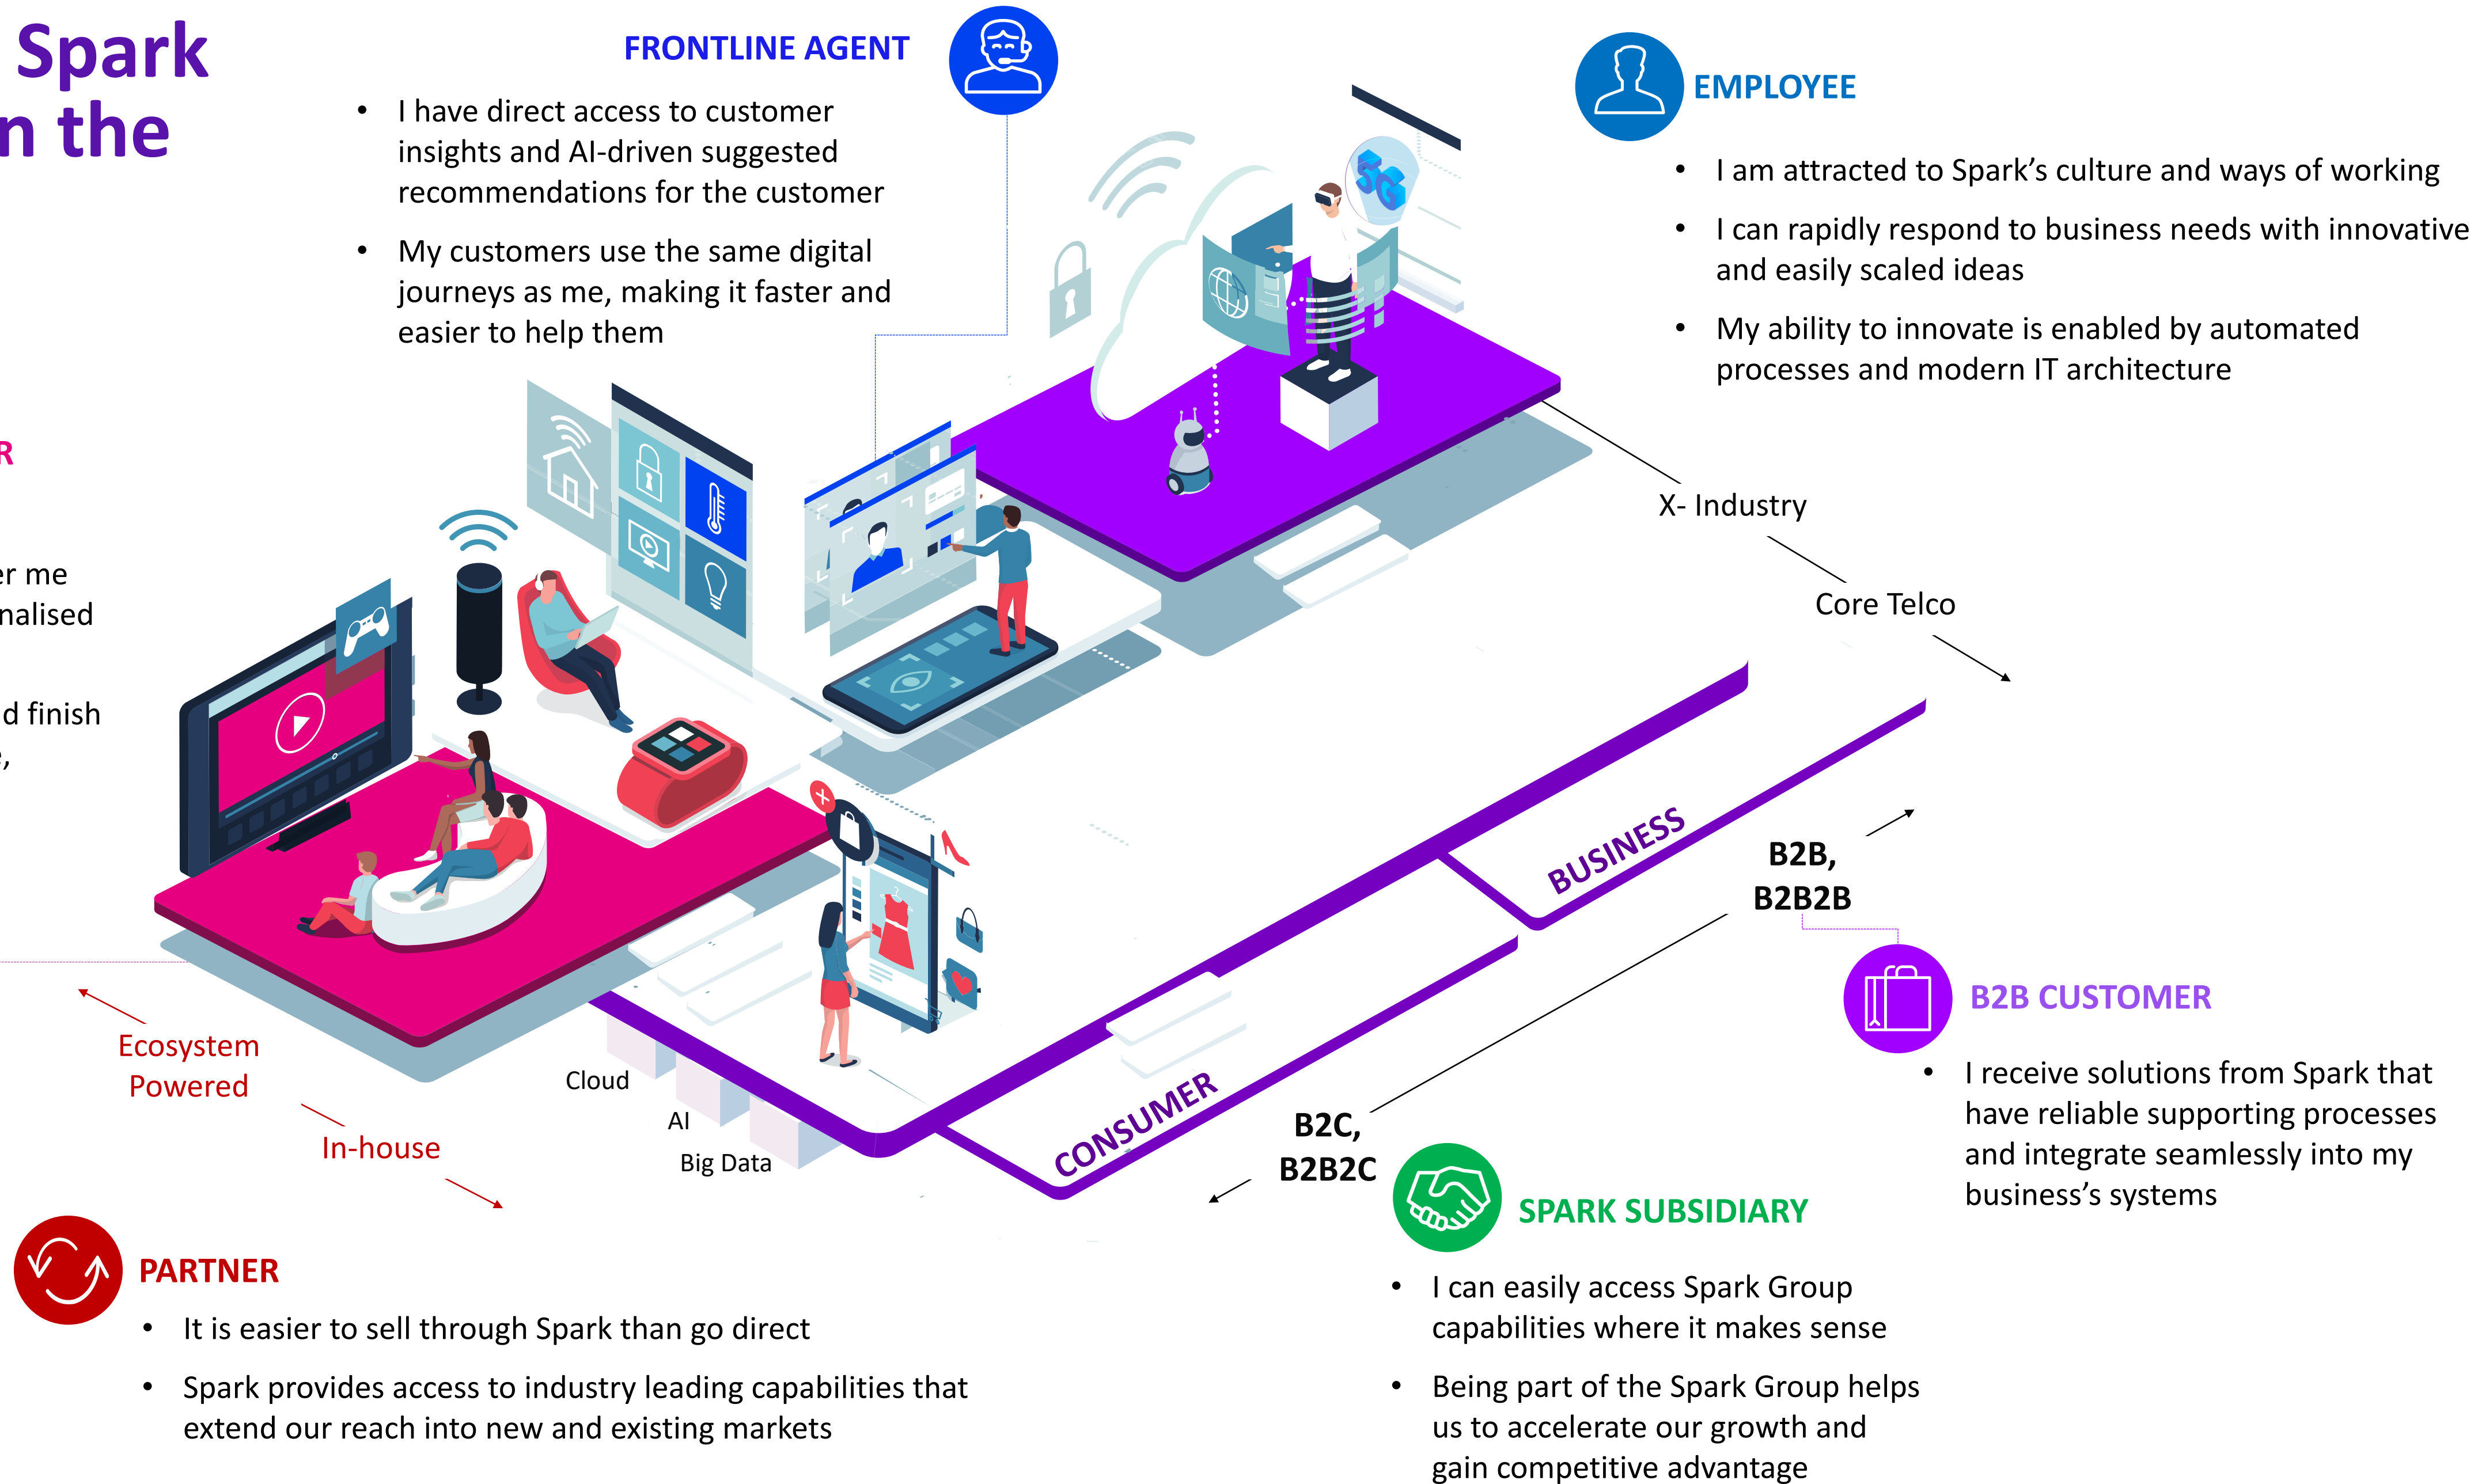 Spark
n the
FRONTLINE AGENT
• I have direct access to customer
insights and AI-driven suggested
recommendations for the customer
• My customers use the same digital
journeys as me, making it faster and
easier to help them
EMPLOYEE
• I am attracted to Spark’s culture and ways of working
• I can rapidly respond to business needs with innovative
and easily scaled ideas
• My ability to innovate is enabled by automated
processes and modern IT architecture
5G
R
er me
nalised
d finish
e,
X- Industry
Core Telco
BUSINESS
CONSUMER
B2B,
B2B2B
B2C,
B2B2C
Ecosystem
Powered
In-house
Cloud
AI
Big Data
B2B CUSTOMER
• I receive solutions from Spark that
have reliable supporting processes
and integrate seamlessly into my
business’s systems
PARTNER
• It is easier to sell through Spark than go direct
• Spark provides access to industry leading capabilities that
extend our reach into new and existing markets
SPARK SUBSIDIARY
• I can easily access Spark Group
capabilities where it makes sense
• Being part of the Spark Group helps
us to accelerate our growth and
gain competitive advantage